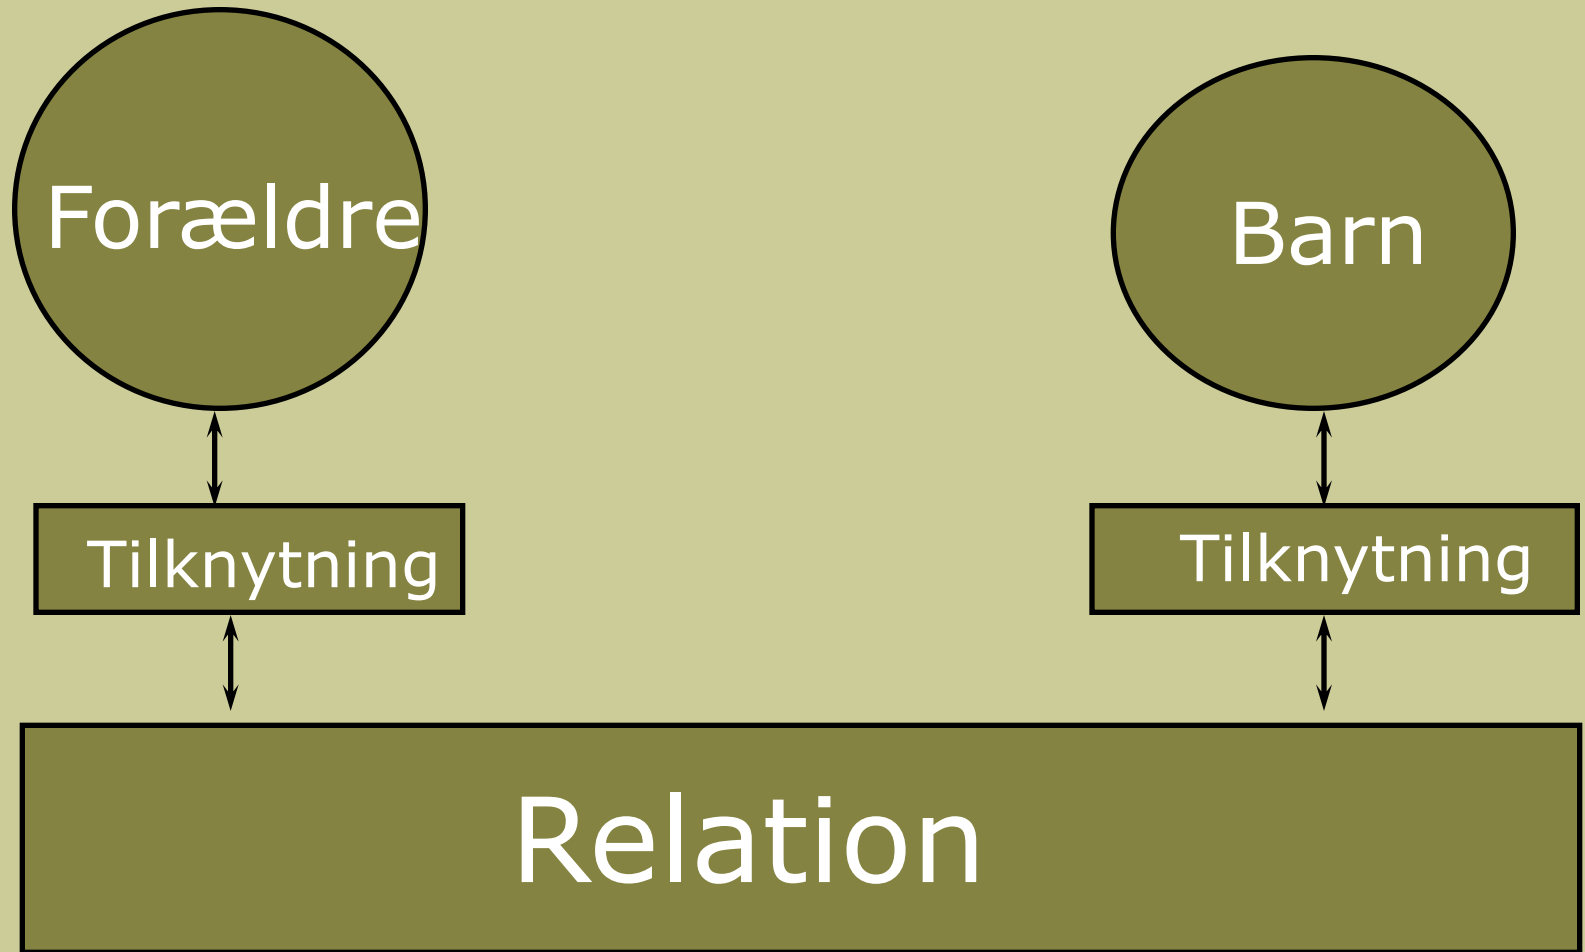 Forældre
Barn
Tilknytning
Tilknytning
Relation